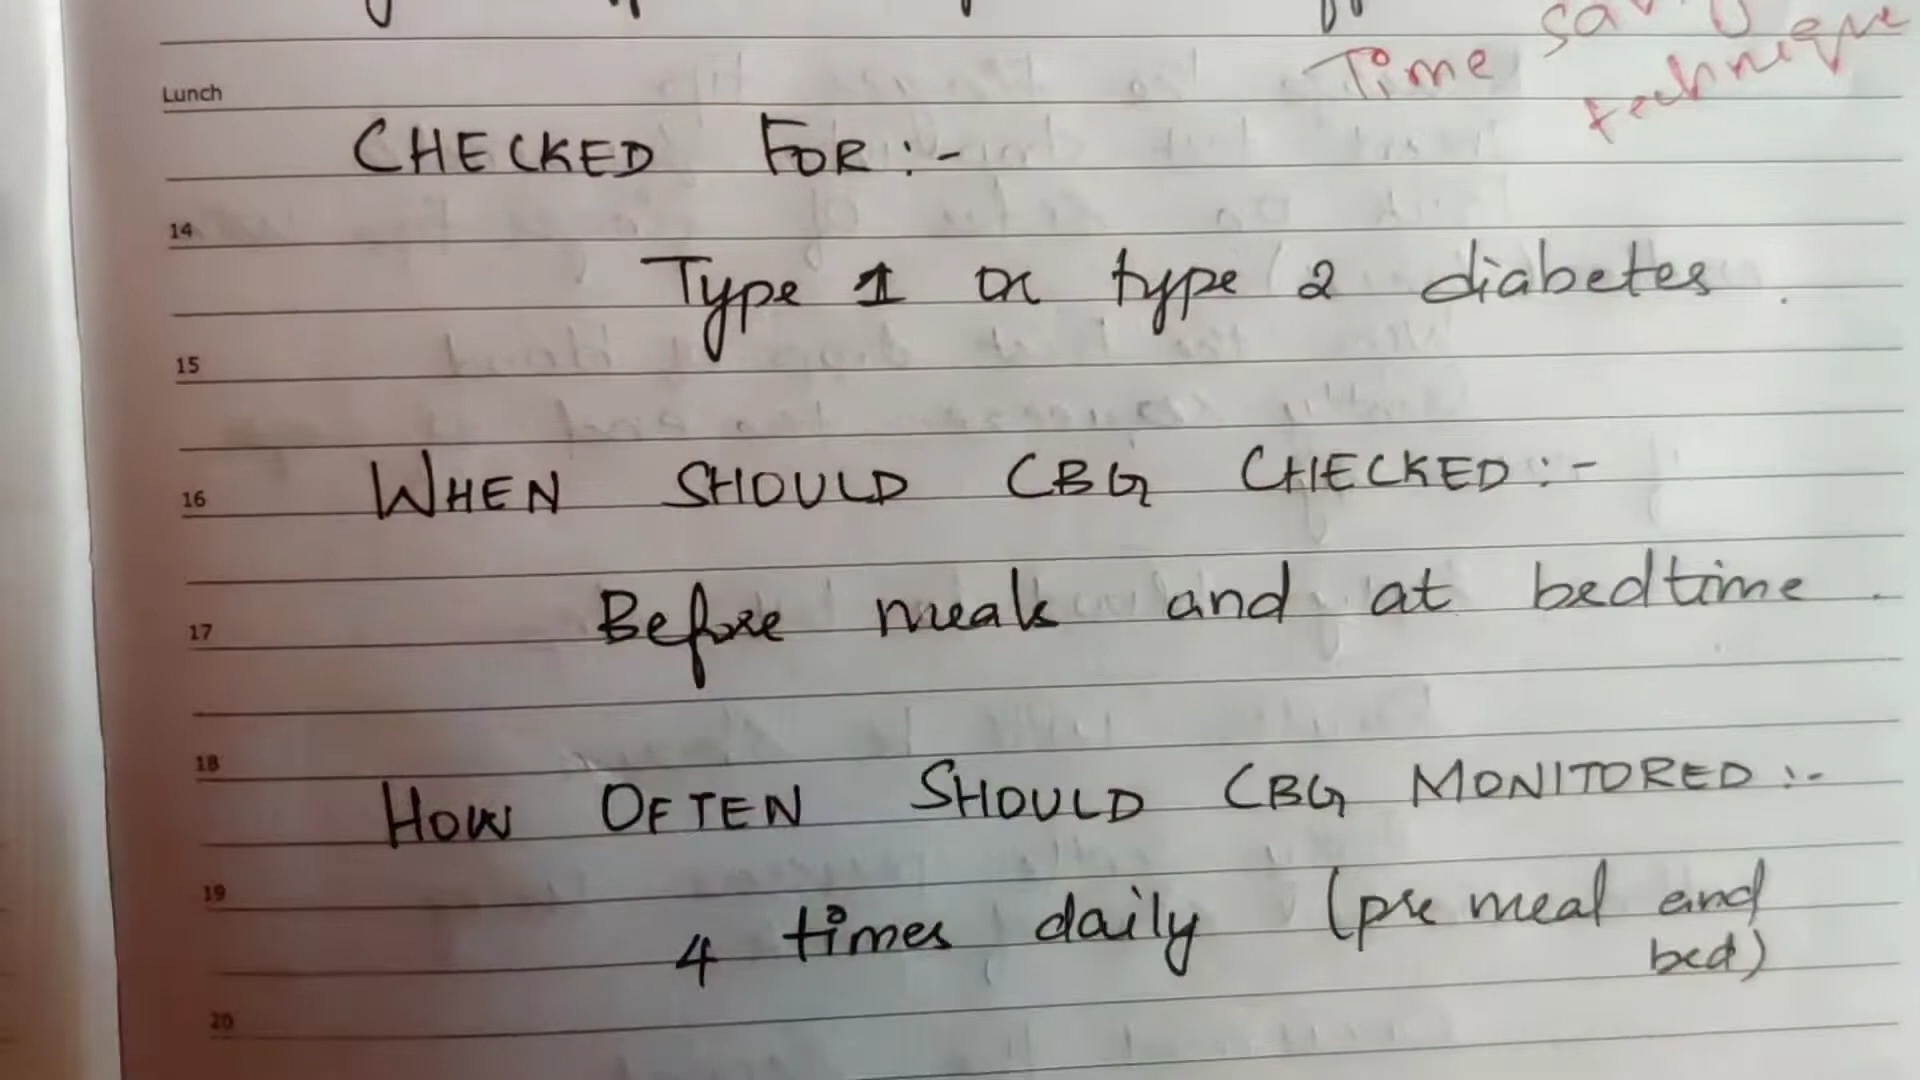 Time saving
technique
Lunch
CHECKED FOR:-
14
Type 1 or type 2 diabetes.
15
WHEN SHOULD CBG CHECKED:-
16
Before meals and at bedtime.
17
18
HOW OFTEN SHOULD CBG MONITORED:-
19
4 times daily (pre meal and
bed)
20